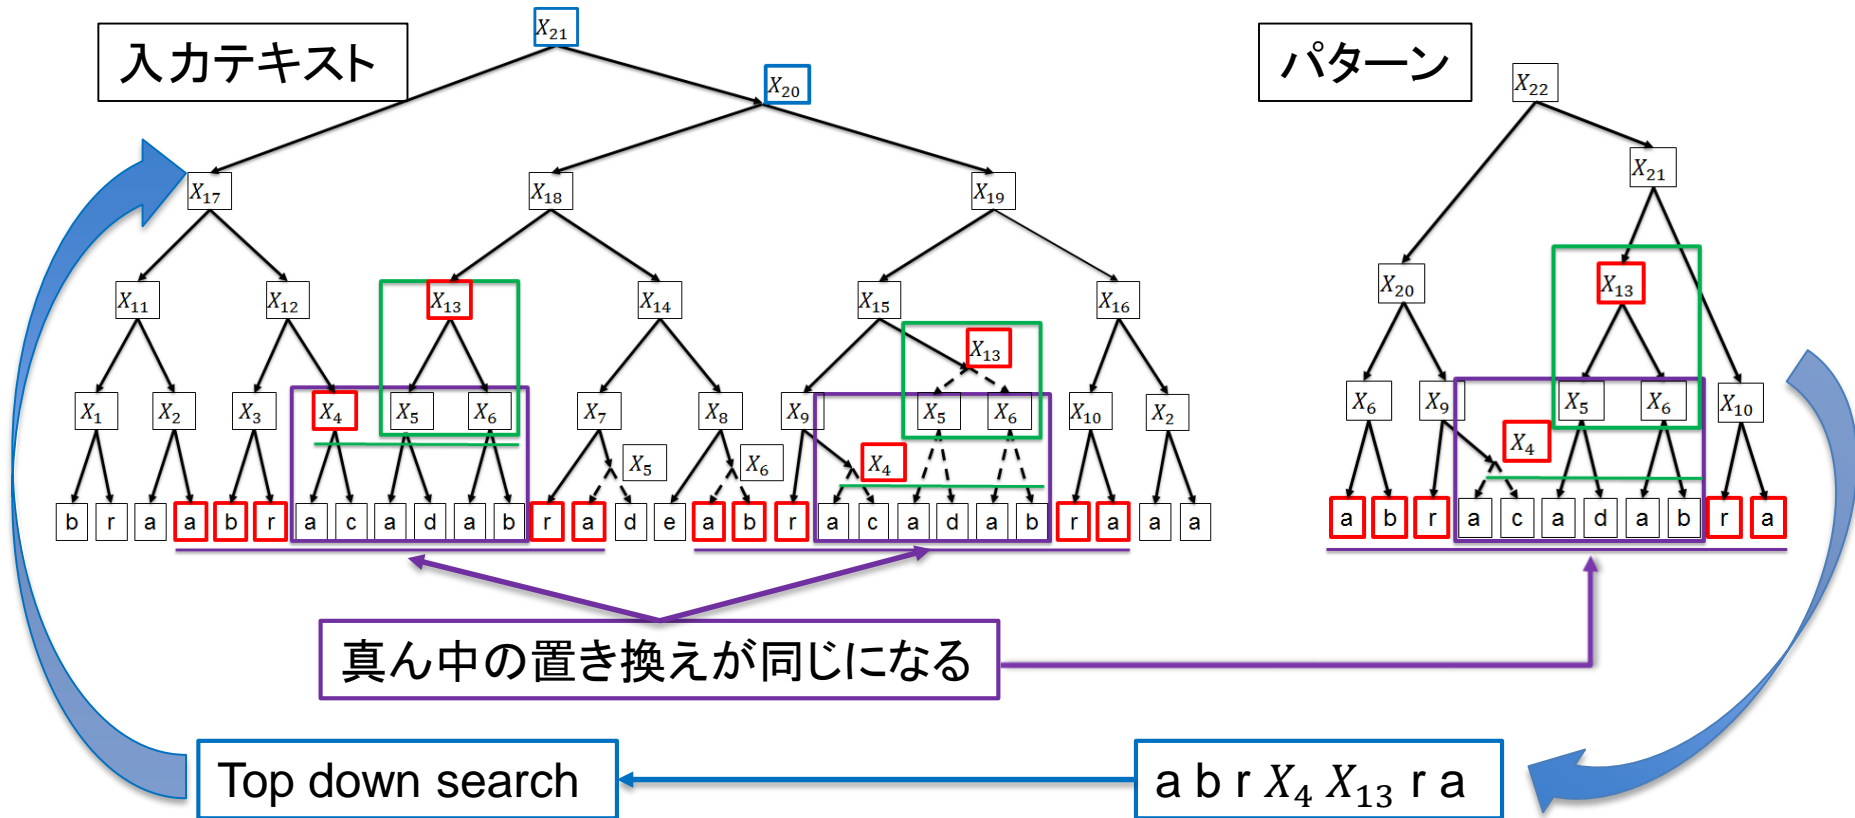 X21
入力テキスト
パターン
X20
X22
X21
X17
X18
X19
X11
X12
X13
X14
X15
X16
X20
X13
X13
X1
X2
X3
X4
X5
X6
X7
X8
X9
X5
X6
X10
X2
X6
X9
X5
X6
X10
X5
X6
X4
X4
b r a a b r a c a d a b r a d e a b r a c a d a b r a a a
a b r a c a d a b r a
真ん中の置き換えが同じになる
Top down search
a b r X4 X13 r a